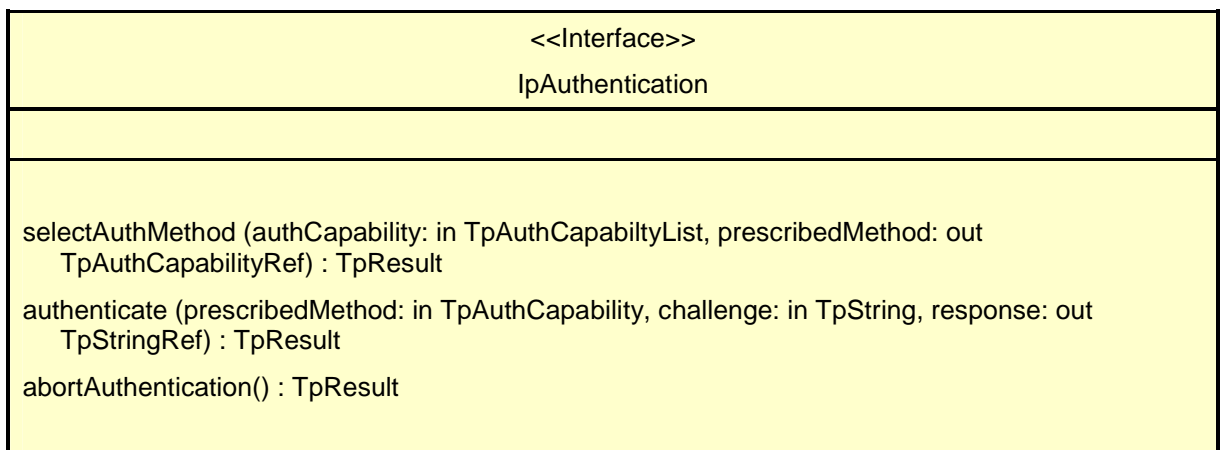 <<Interface>>
IpAuthentication
selectAuthMethod (authCapability: in TpAuthCapabiltyList, prescribedMethod: out
TpAuthCapabilityRef) : TpResult
authenticate (prescribedMethod: in TpAuthCapability, challenge: in TpString, response: out
TpStringRef) : TpResult
abortAuthentication() : TpResult